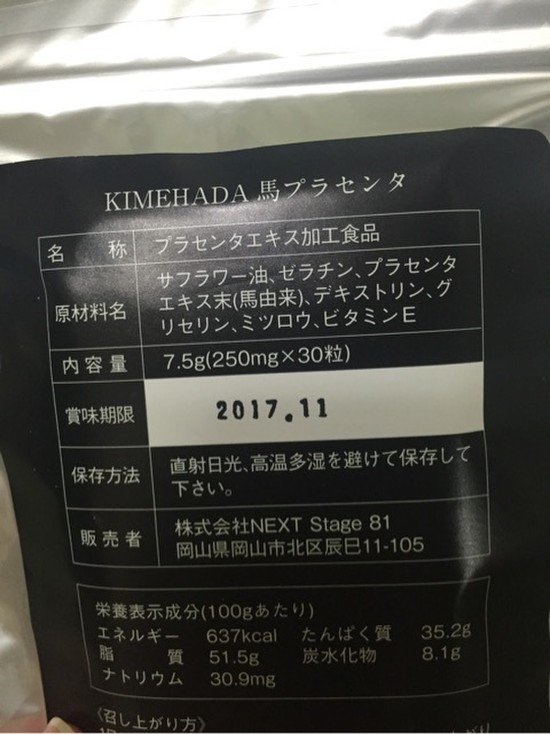 KIMEHADA 馬プラセンタ
名 称 プラセンタエキス加工食品
原材料名 サフラワー油、ゼラチン、プラセンタ
エキス末(馬由来)、デキストリン、グ
リセリン、ミツロウ、ビタミンE
内容量 7.5g(250mg×30粒)
賞味期限 2017.11
保存方法 直射日光、高温多湿を避けて保存して
下さい。
販売者 株式会社NEXT Stage 81
岡山県岡山市北区辰巳11-105
栄養表示成分(100gあたり)
エネルギー 637kcal たんぱく質 35.2g
脂 質 51.5g 炭水化物 8.1g
ナトリウム 30.9mg
《召し上がり方》